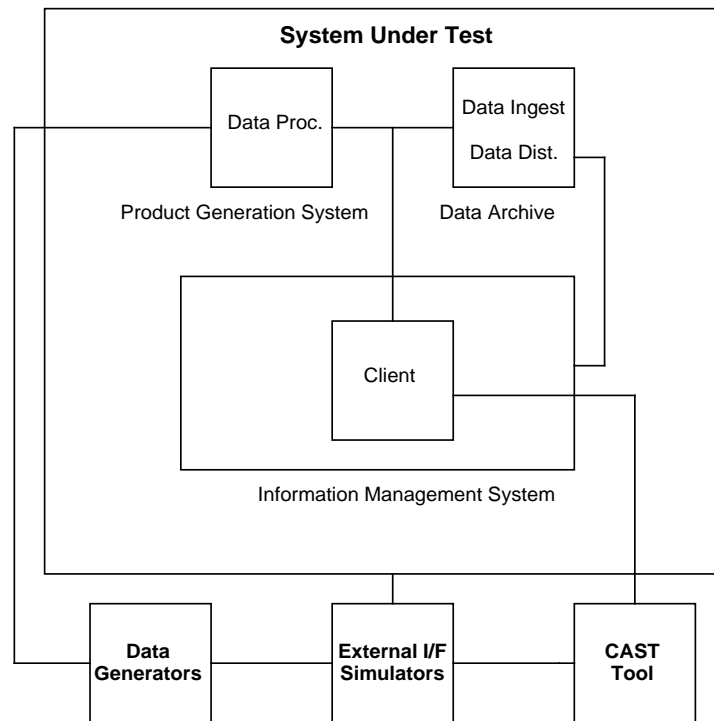 System Under Test
Data Proc.
Data Ingest
Data Dist.
Product Generation System
Data Archive
Client
Information Management System
Data
Generators
External I/F
Simulators
CAST
Tool